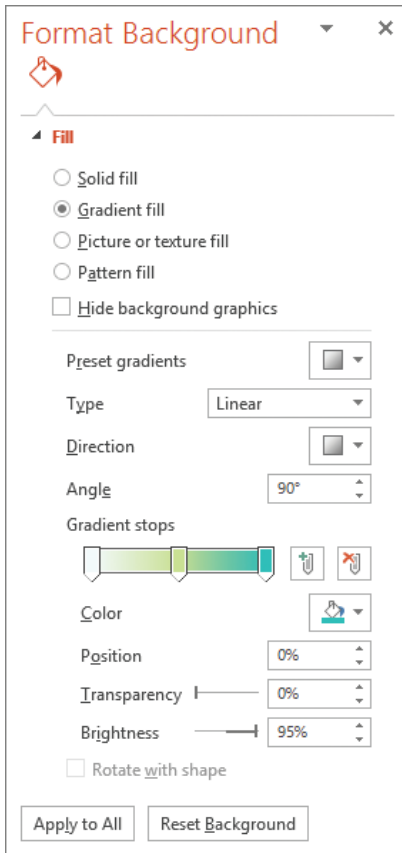 Format Background
Fill
Solid fill
Gradient fill
Picture or texture fill
Pattern fill
Hide background graphics
Preset gradients
Type Linear
Direction
Angle 90°
Gradient stops
Color
Position 0%
Transparency 0%
Brightness 95%
Rotate with shape
Apply to All Reset Background